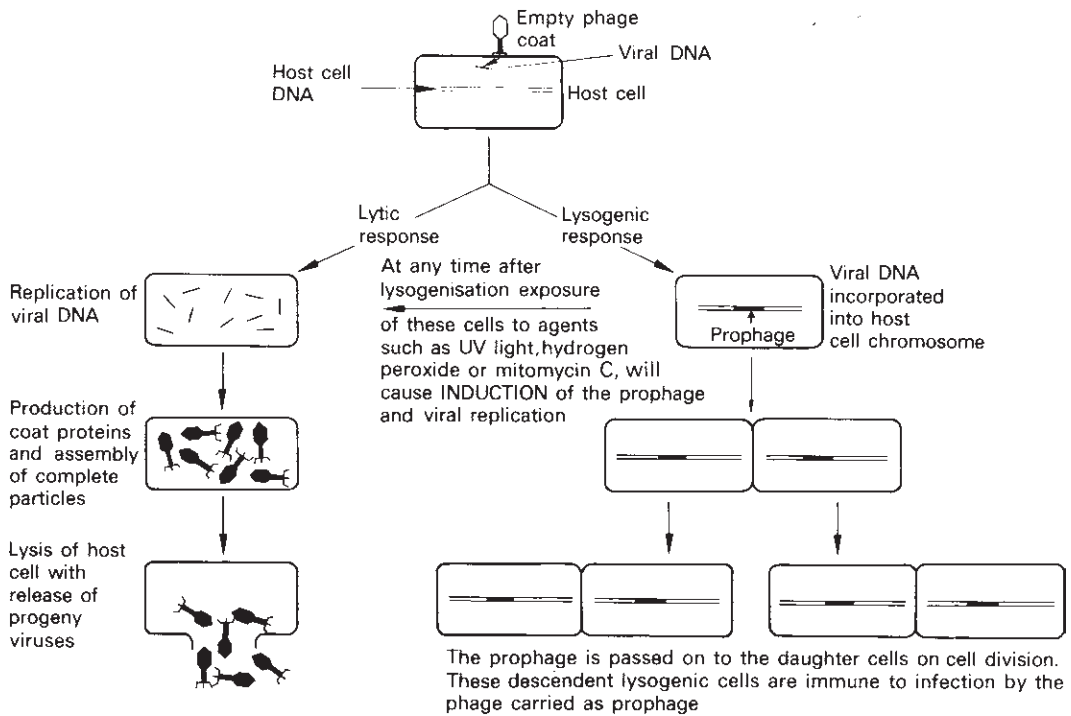 Empty phage
coat
Viral DNA
Host cell
DNA
Host cell
Lytic
response
Lysogenic
response
Replication of
viral DNA
At any time after
lysogenisation exposure
of these cells to agents
such as UV light, hydrogen
peroxide or mitomycin C, will
cause INDUCTION of the prophage
and viral replication
Viral DNA
incorporated
into host
cell chromosome
Prophage
Production of
coat proteins
and assembly
of complete
particles
Lysis of host
cell with
release of
progeny
viruses
The prophage is passed on to the daughter cells on cell division.
These descendent lysogenic cells are immune to infection by the
phage carried as prophage